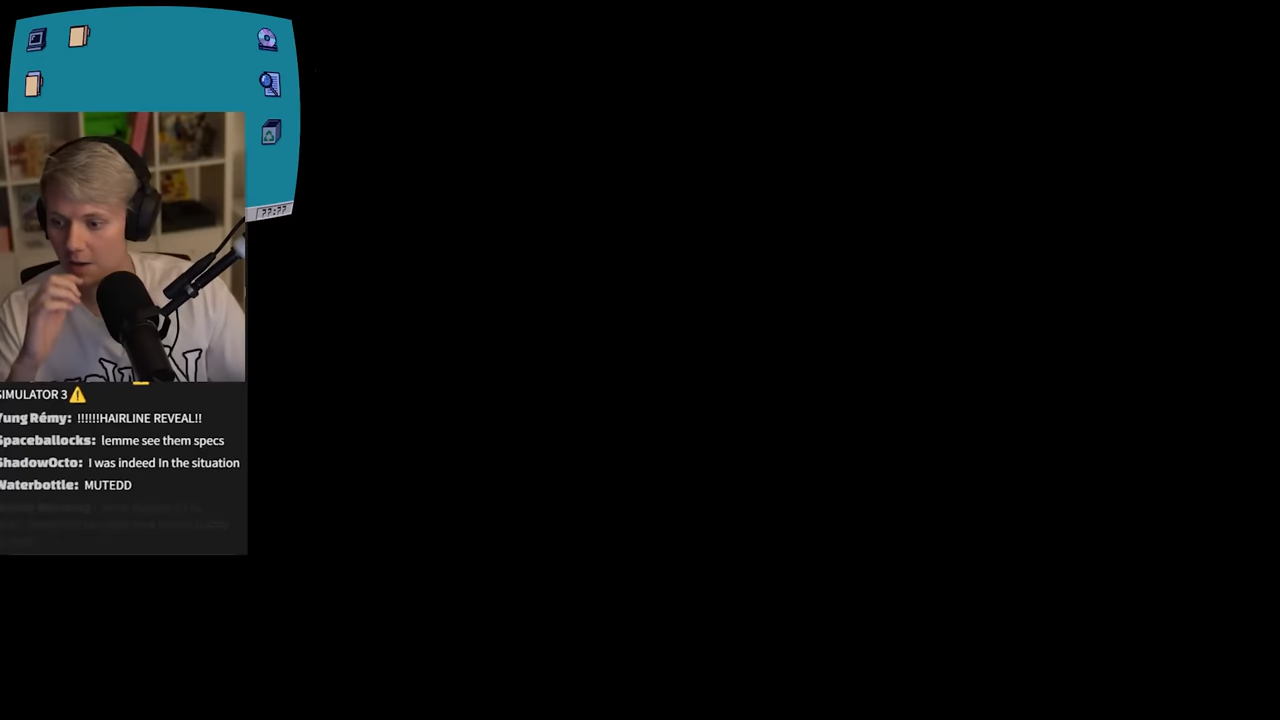 ??:??
SIMULATOR 3⚠️
Yung Rémy: !!!!!!HAIRLINE REVEAL!!
Spaceballocks: lemme see them specs
ShadowOcto: I was indeed In the situation
Waterbottle: MUTEDD